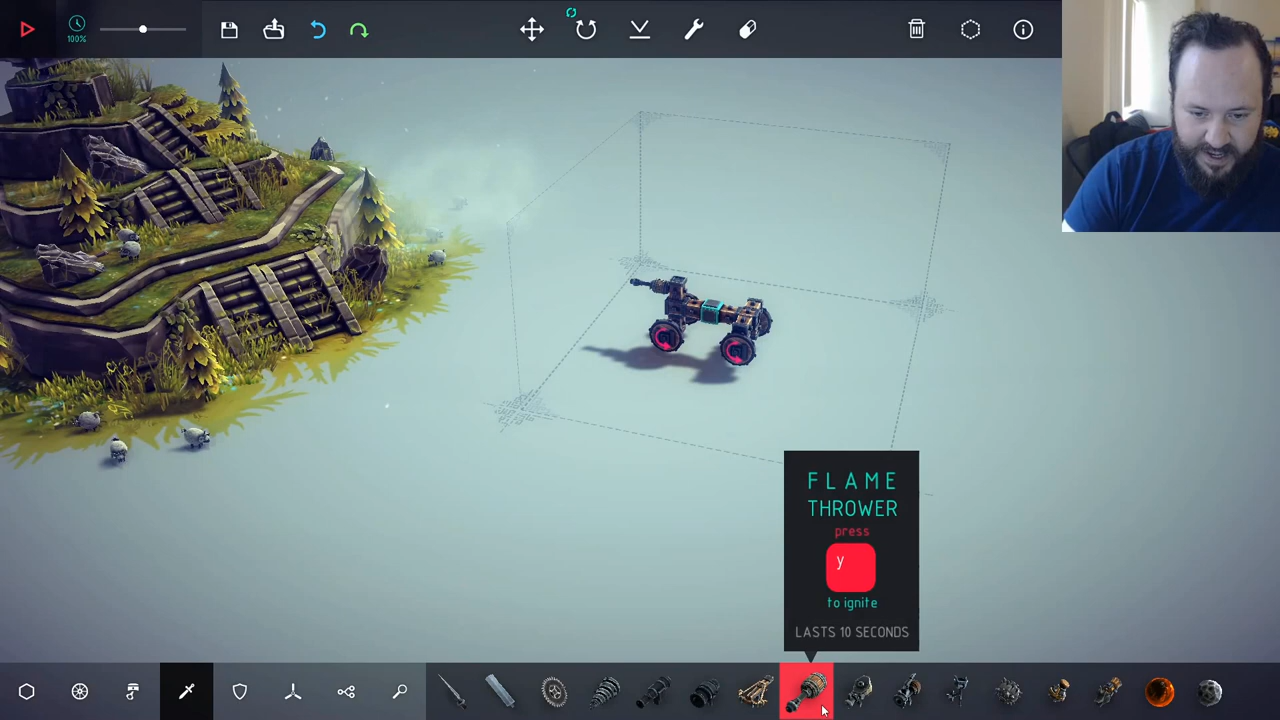 100%
FLAME
THROWER
press
y
to ignite
LASTS 10 SECONDS